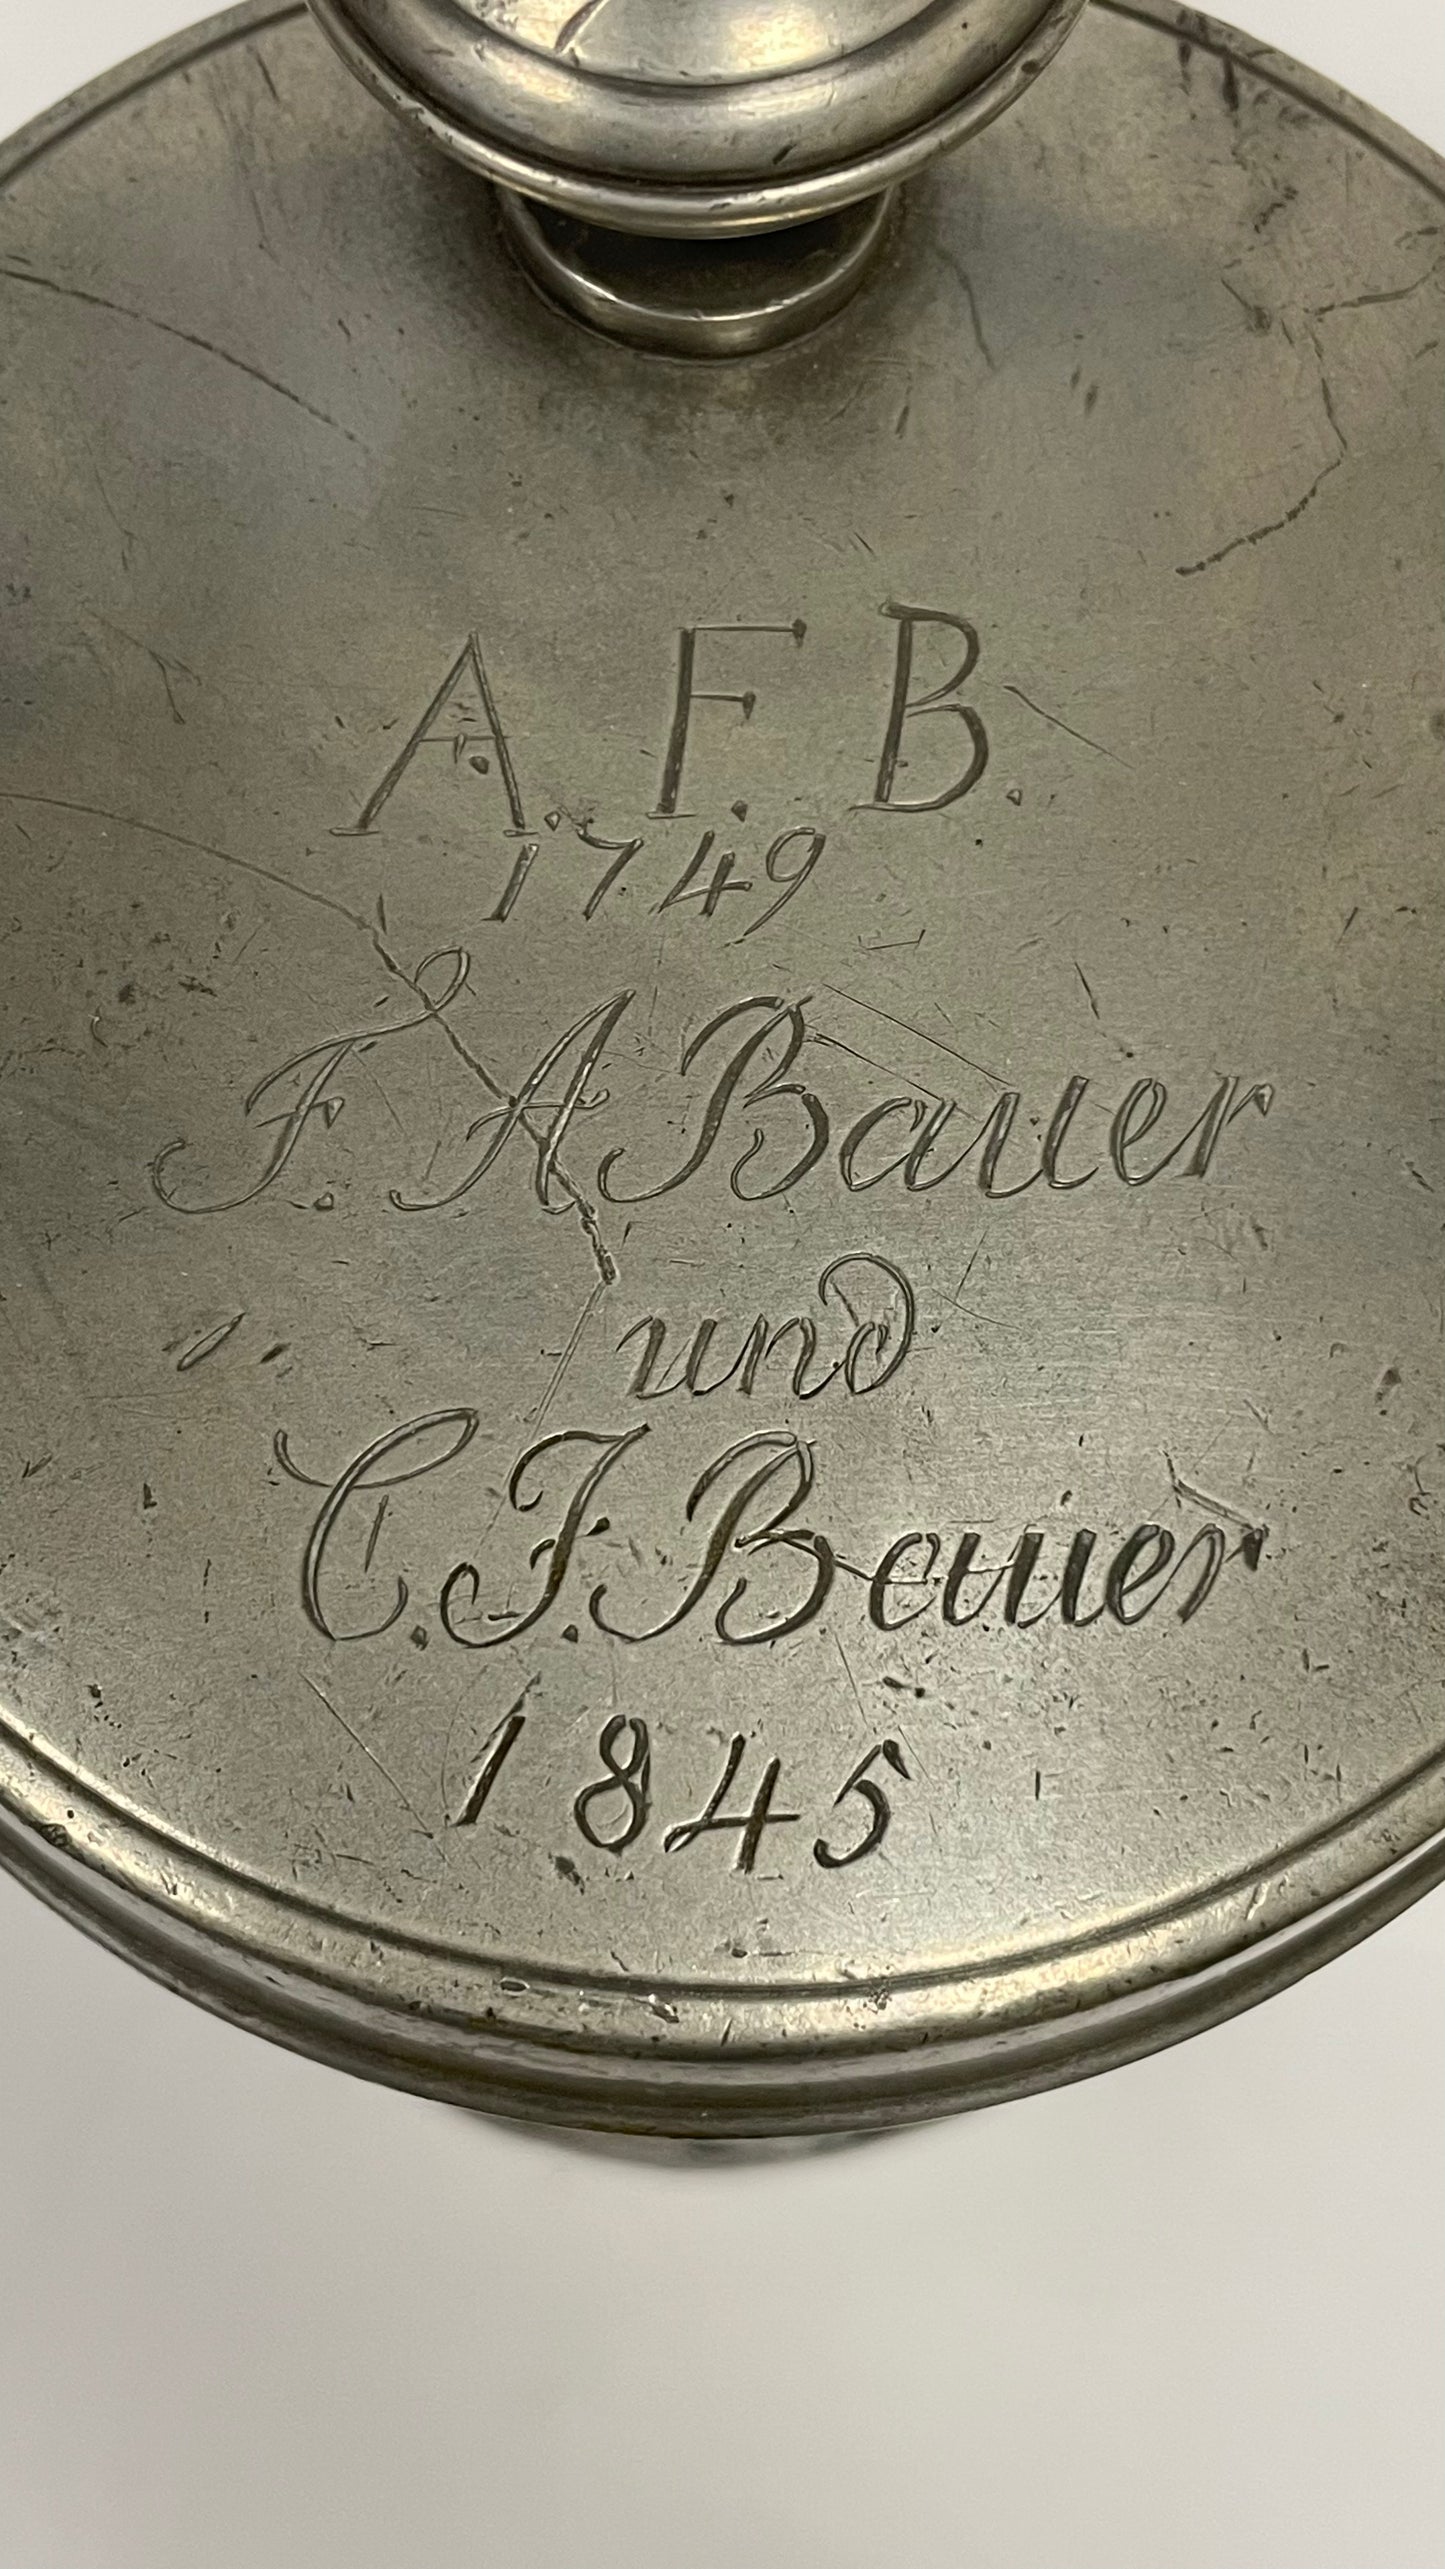 A. F. B.
1749
F. A Bauer
und
C. F. Bauer
1845